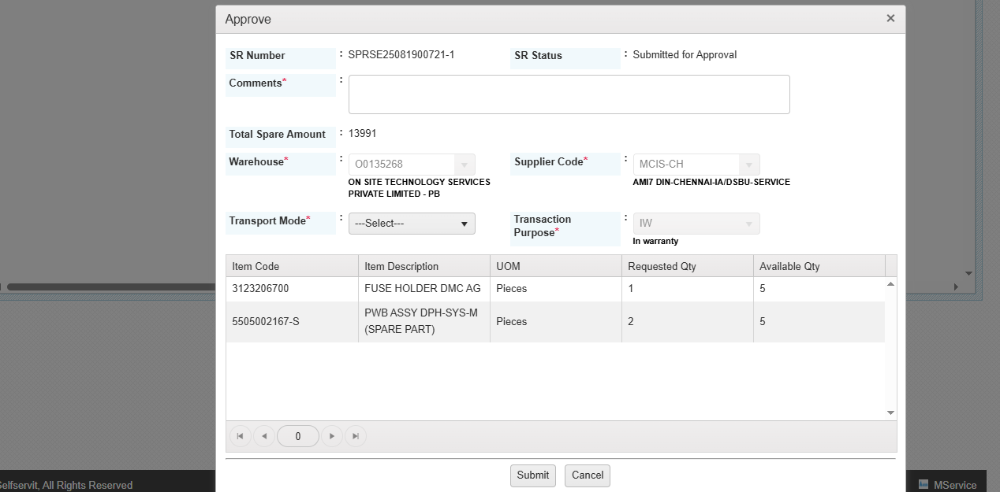 Approve
SR Number : SPRSE25081900721-1 SR Status : Submitted for Approval
Comments* :
Total Spare Amount : 13991
Warehouse* : O0135268 Supplier Code* : MCIS-CH
ON SITE TECHNOLOGY SERVICES AMI7 DIN-CHENNAI-IA/DSBU-SERVICE
PRIVATE LIMITED - PB
Transport Mode* : ---Select--- Transaction : IW
Purpose*
In warranty
Item Code Item Description UOM Requested Qty Available Qty
3123206700 FUSE HOLDER DMC AG Pieces 1 5
5505002167-S PWB ASSY DPH-SYS-M Pieces 2 5
(SPARE PART)
0
Submit Cancel
Selfservit, All Rights Reserved MService